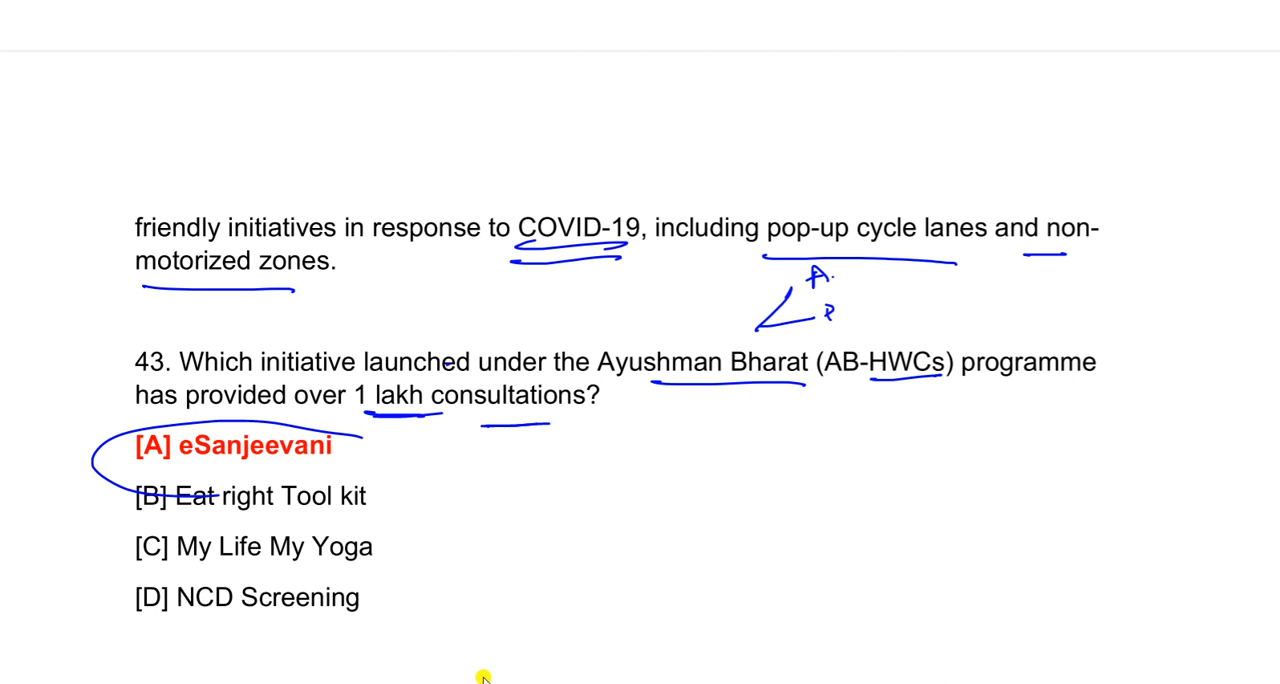 friendly initiatives in response to COVID-19, including pop-up cycle lanes and non-
motorized zones.
A.
43. Which initiative launched under the Ayushman Bharat (AB-HWCs) programme
has provided over 1 lakh consultations?
[A] eSanjeevani
[B] Eat right Tool kit
[C] My Life My Yoga
[D] NCD Screening